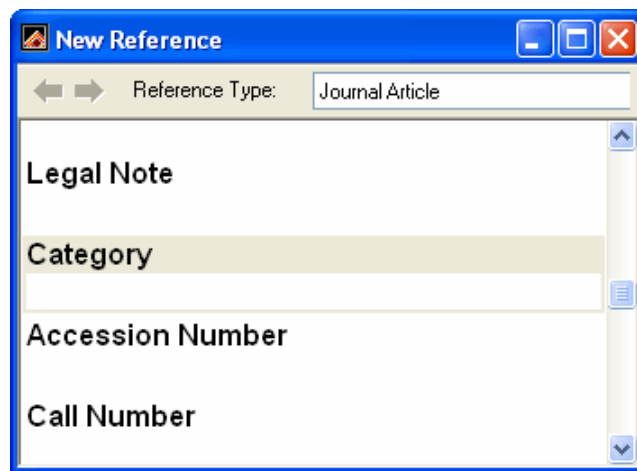 New Reference
Reference Type: Journal Article
Legal Note
Category
Accession Number
Call Number